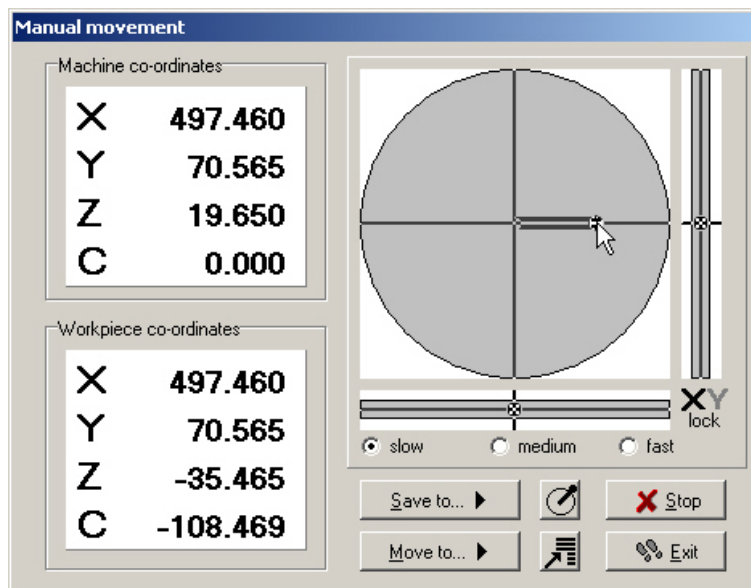 Manual movement
Machine co-ordinates
X 497.460
Y 70.565
Z 19.650
C 0.000
Workpiece co-ordinates
X 497.460
Y 70.565
Z -35.465
C -108.469
XY
lock
slow medium fast
Save to...
Stop
Move to...
Exit